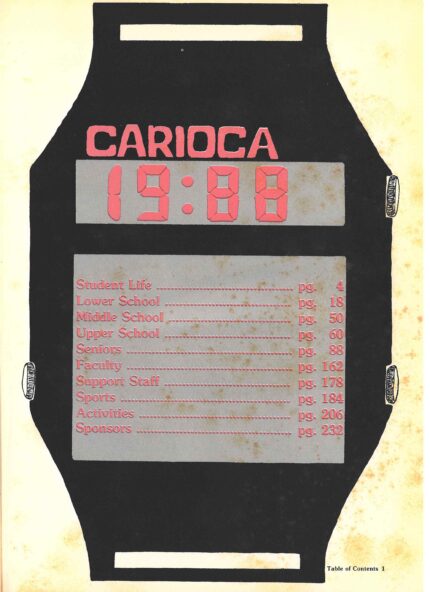 CARIOCA
19:88
Student Life ........................................ pg. 4
Lower School ........................................ pg. 18
Middle School ........................................ pg. 50
Upper School ........................................ pg. 60
Seniors ........................................ pg. 88
Faculty ........................................ pg. 162
Support Staff ........................................ pg. 178
Sports ........................................ pg. 184
Activities ........................................ pg. 206
Sponsors ........................................ pg. 232
Table of Contents 1